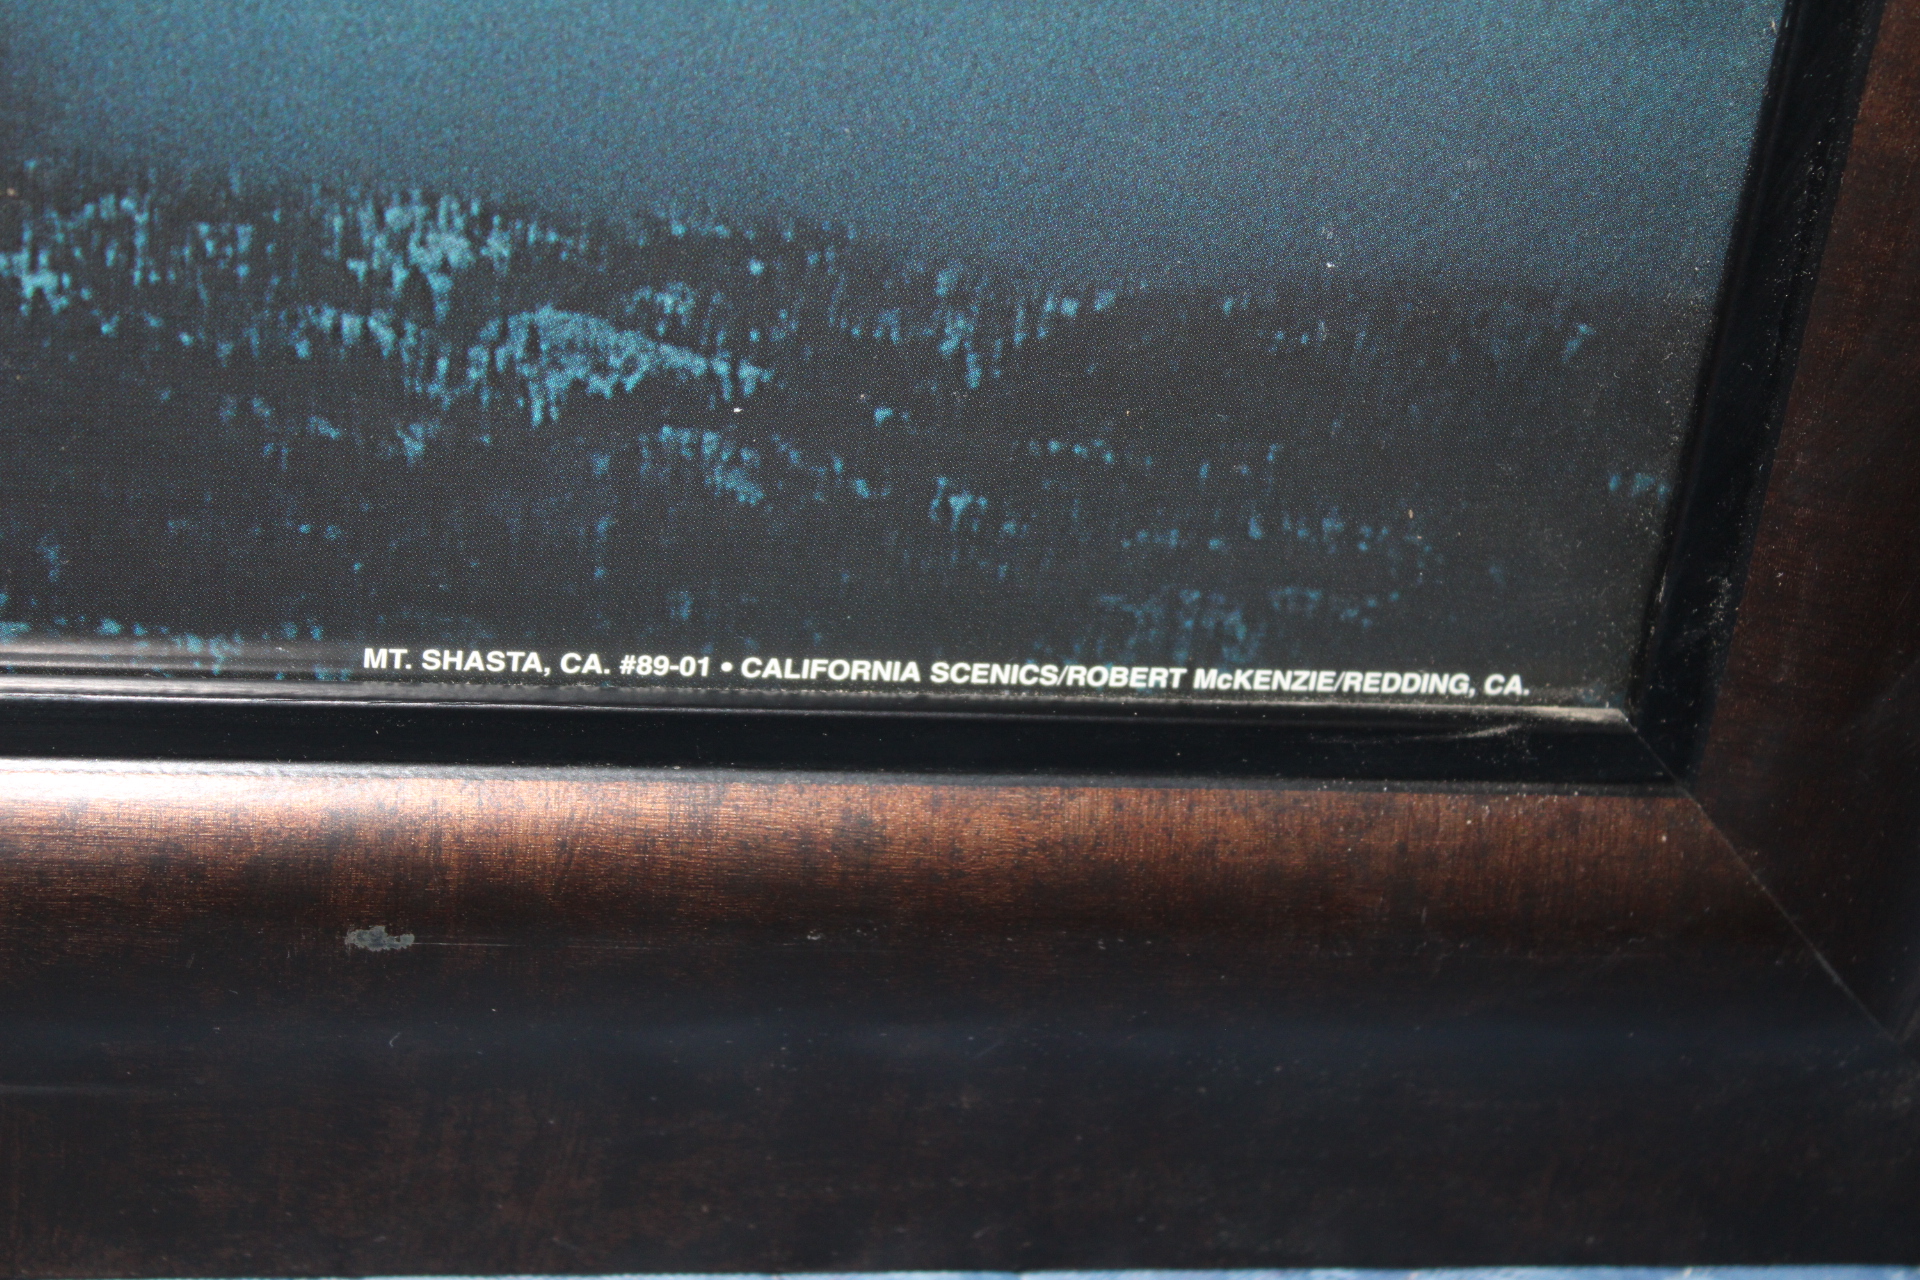 MT. SHASTA, CA. #89-01 • CALIFORNIA SCENICS/ROBERT McKENZIE/REDDING, CA.